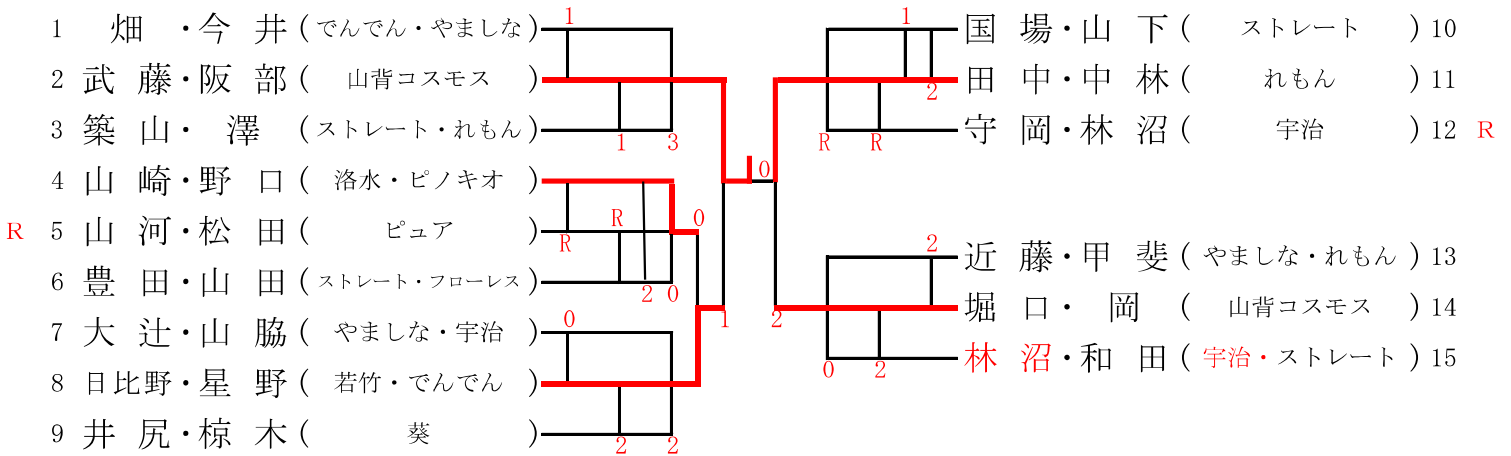 1 畑・今井(でんでん・やましな)
2 武藤・阪部(山背コスモス)
3 築山・澤(ストレート・れもん)
4 山崎・野口(洛水・ピノキオ)
R 5 山河・松田(ピュア)
6 豊田・山田(ストレート・フローレス)
7 大辻・山脇(やましな・宇治)
8 日比野・星野(若竹・でんでん)
9 井尻・椋木(葵)
1
1 3
R
R
2 0
0
0
2 2
1
0
2
国場・山下(ストレート)10
田中・中林(れもん)11
守岡・林沼(宇治)12 R
近藤・甲斐(やましな・れもん)13
堀口・岡(山背コスモス)14
林沼・和田(宇治・ストレート)15
1
2
R R
2
0 2